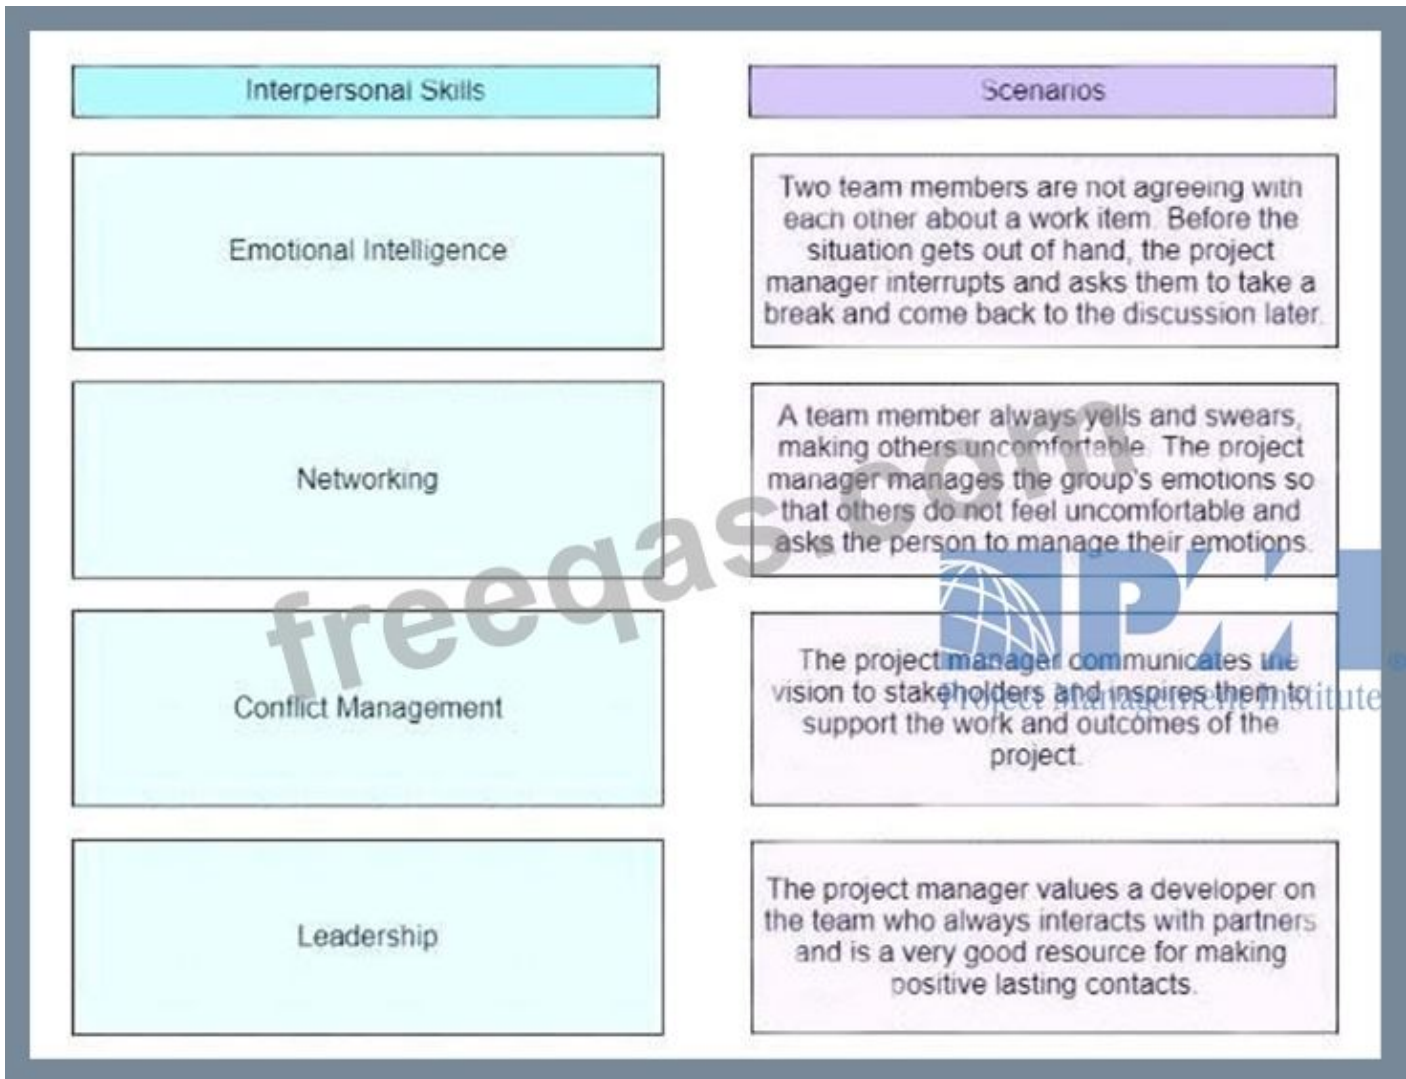 Interpersonal Skills
Scenarios
Emotional Intelligence
Two team members are not agreeing with
each other about a work item. Before the
situation gets out of hand, the project
manager interrupts and asks them to take a
break and come back to the discussion later.
Networking
A team member always yells and swears,
making others uncomfortable. The project
manager manages the group's emotions so
that others do not feel uncomfortable and
asks the person to manage their emotions.
Conflict Management
The project manager communicates the
vision to stakeholders and inspires them to
support the work and outcomes of the
project.
Leadership
The project manager values a developer on
the team who always interacts with partners
and is a very good resource for making
positive lasting contacts.
freeqas.com
PMI®
Project Management Institute